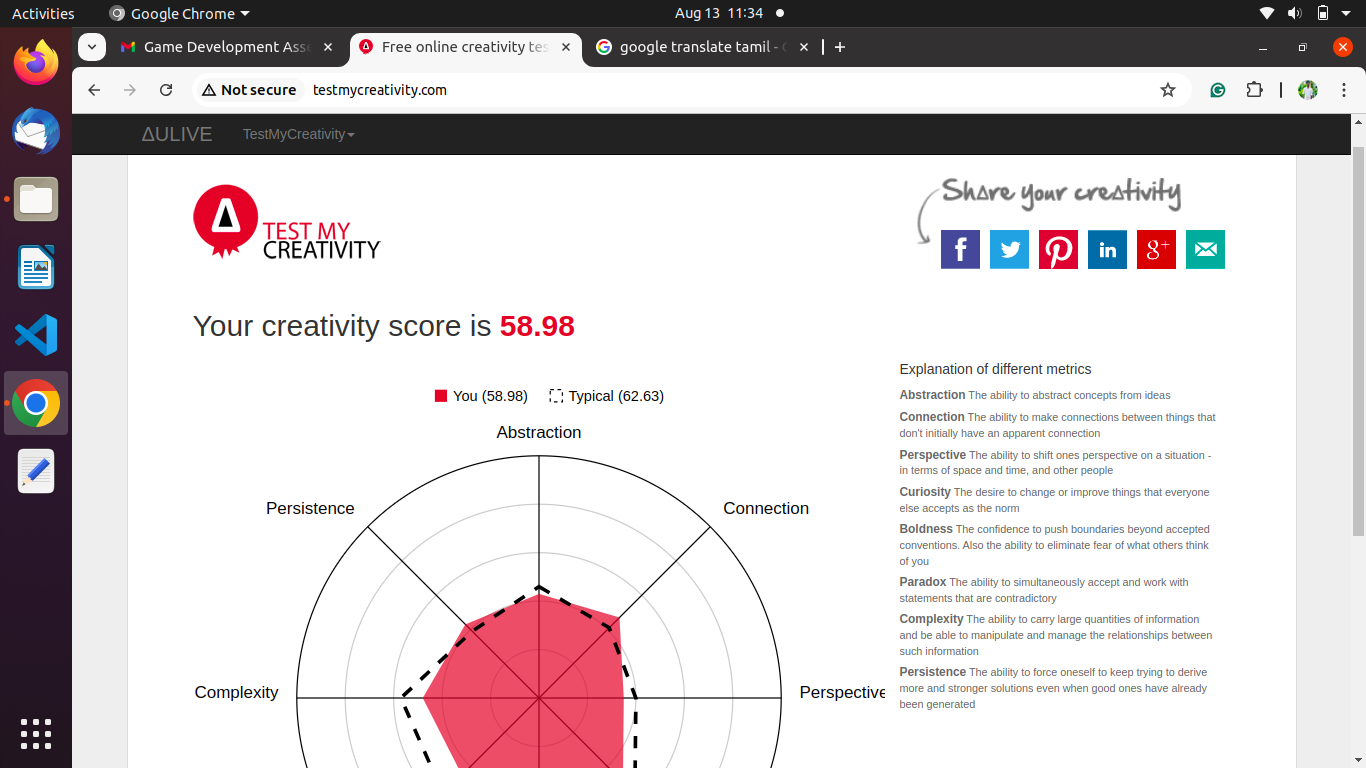 Activities Google Chrome Aug 13 11:34
Game Development Asse Free online creativity tes google translate tamil - G
Not secure testmycreativity.com
ΔULIVE TestMyCreativity
TEST MY
CREATIVITY
Share your creΔtivity
Your creativity score is 58.98
You (58.98) Typical (62.63)
Abstraction
Persistence
Connection
Complexity
Perspective
Explanation of different metrics
Abstraction The ability to abstract concepts from ideas
Connection The ability to make connections between things that
don't initially have an apparent connection
Perspective The ability to shift ones perspective on a situation -
in terms of space and time, and other people
Curiosity The desire to change or improve things that everyone
else accepts as the norm
Boldness The confidence to push boundaries beyond accepted
conventions. Also the ability to eliminate fear of what others think
of you
Paradox The ability to simultaneously accept and work with
statements that are contradictory
Complexity The ability to carry large quantities of information
and be able to manipulate and manage the relationships between
such information
Persistence The ability to force oneself to keep trying to derive
more and stronger solutions even when good ones have already
been generated